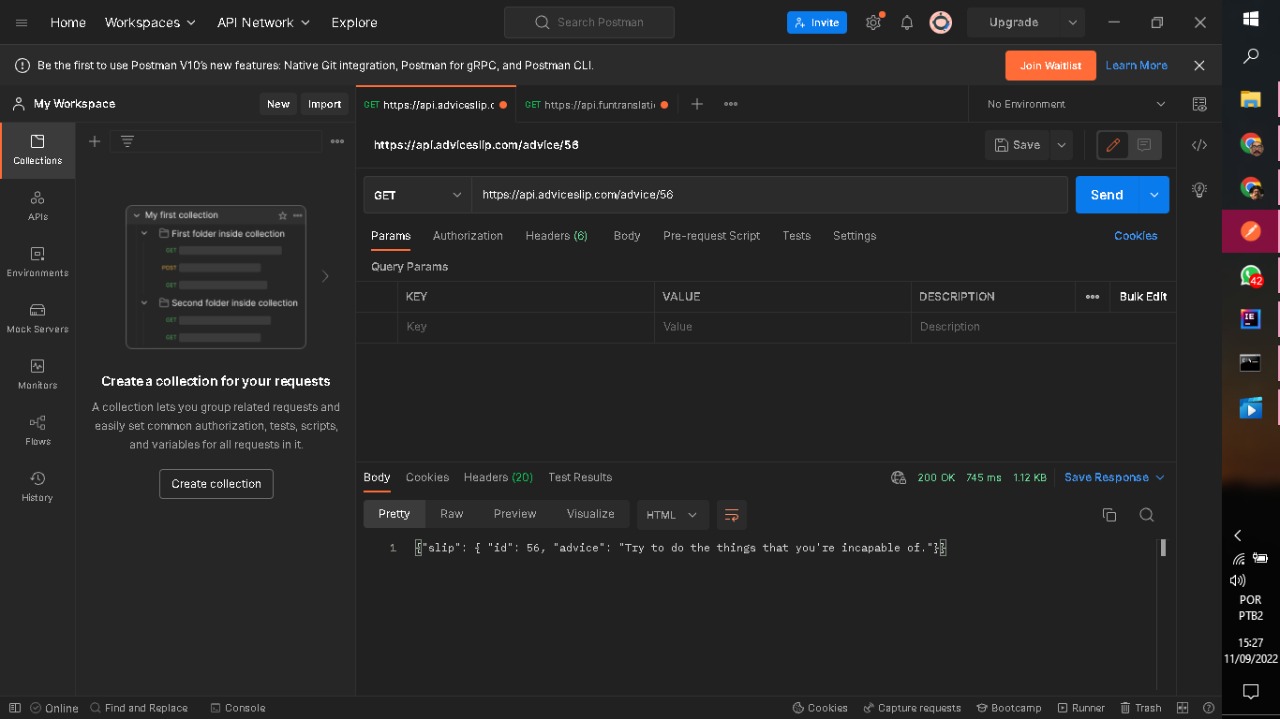 Home Workspaces API Network Explore Search Postman Invite Upgrade
Be the first to use Postman V10's new features: Native Git integration, Postman for gRPC, and Postman CLI. Join Waitlist Learn More
My Workspace New Import GET https://api.adviceslip.c GET https://api.funtranslati No Environment
Collections
https://api.adviceslip.com/advice/56 Save
APIs
GET https://api.adviceslip.com/advice/56 Send
Params Authorization Headers (6) Body Pre-request Script Tests Settings Cookies
Query Params
KEY VALUE DESCRIPTION Bulk Edit
Key Value Description
My first collection
First folder inside collection
GET
POST
GET
Second folder inside collection
GET
GET
Environments
Mock Servers
Monitors
Flows
History
Create a collection for your requests
A collection lets you group related requests and
easily set common authorization, tests, scripts,
and variables for all requests in it.
Create collection
Body Cookies Headers (20) Test Results 200 OK 745 ms 1.12 KB Save Response
Pretty Raw Preview Visualize HTML
1 {"slip": { "id": 56, "advice": "Try to do the things that you're incapable of."}}
42
IE
POR
PTB2
15:27
11/09/2022
Online Find and Replace Console Cookies Capture requests Bootcamp Runner Trash